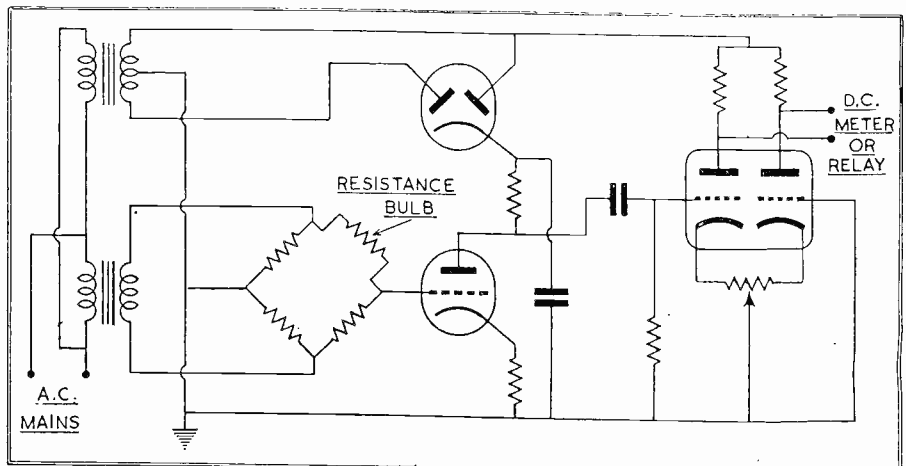 RESISTANCE
BULB
D.C.
METER
OR
RELAY
A.C.
MAINS